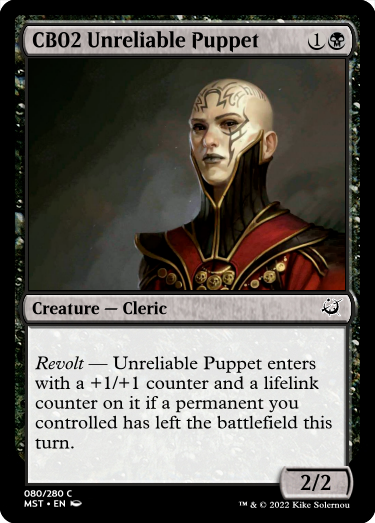 CB02 Unreliable Puppet 1
Creature — Cleric
Revolt — Unreliable Puppet enters
with a +1/+1 counter and a lifelink
counter on it if a permanent you
controlled has left the battlefield this
turn.
2/2
080/280 C
MST • EN
™ & © 2022 Kike Solernou